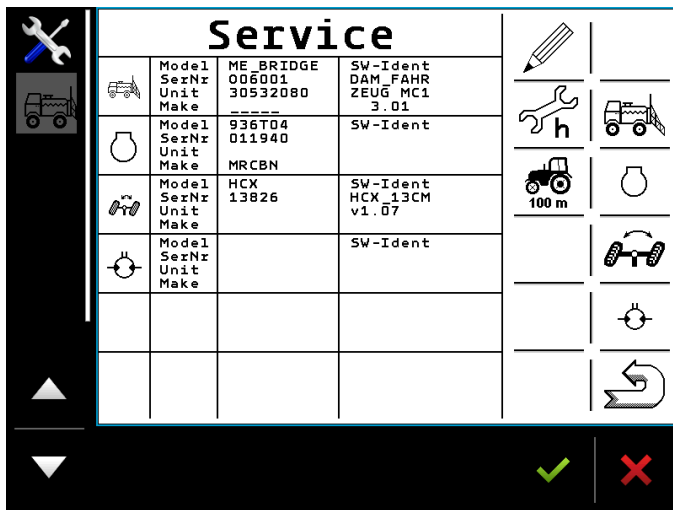 Service
Model ME_BRIDGE SW-Ident
SerNr 006001 DAM_FAHR
Unit 30532080 ZEUG MC1
Make _____ 3.01
Model 936T04 SW-Ident
SerNr 011940
Unit
Make MRCBN
Model HCX SW-Ident
SerNr 13826 HCX_13CM
Unit v1.07
Make
Model SW-Ident
SerNr
Unit
Make
h
100 m